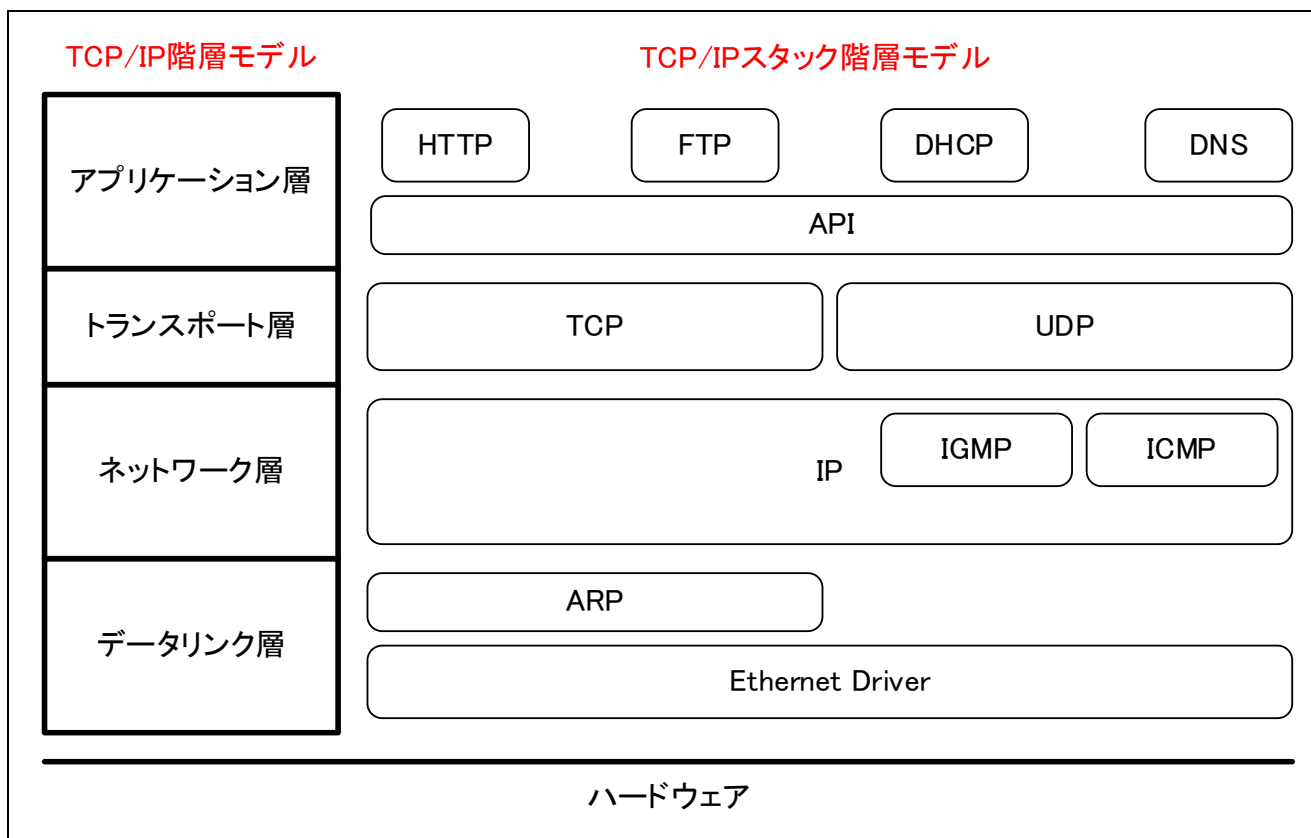 TCP/IP階層モデル
TCP/IPスタック階層モデル
アプリケーション層
HTTP
FTP
DHCP
DNS
API
トランスポート層
TCP
UDP
ネットワーク層
IP
IGMP
ICMP
データリンク層
ARP
Ethernet Driver
ハードウェア